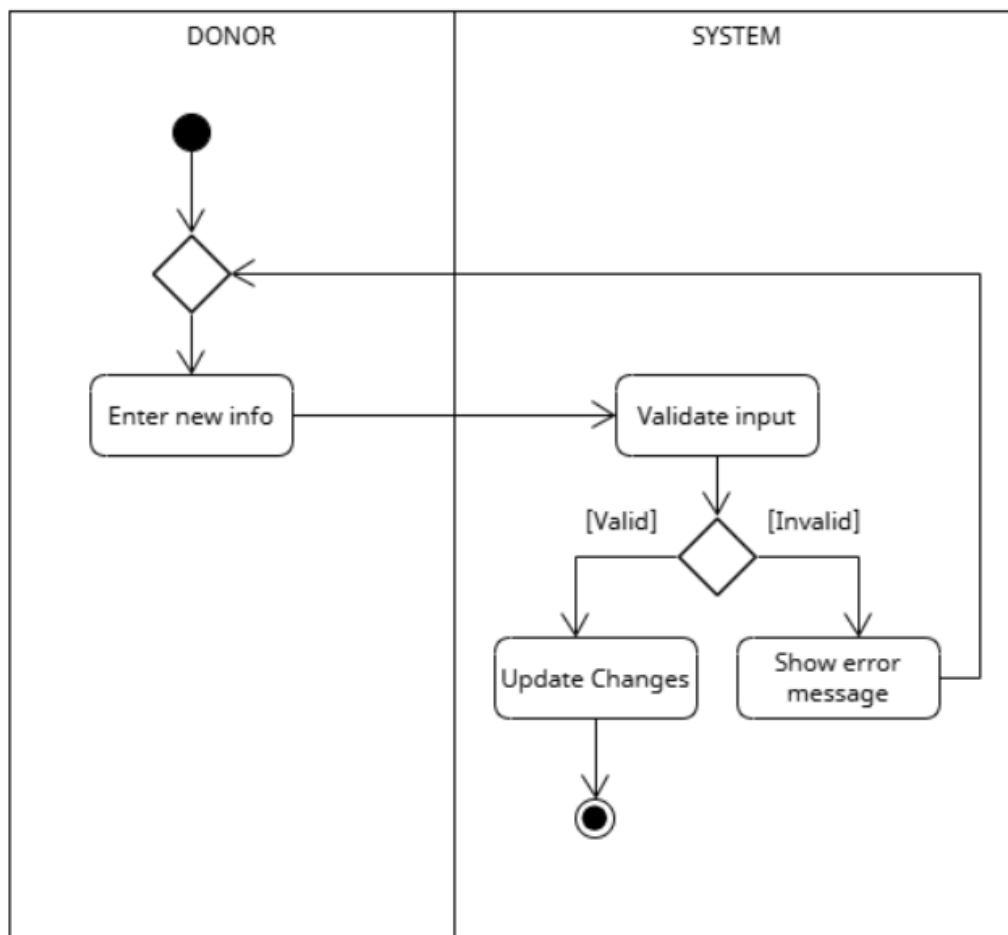 DONOR
SYSTEM
Enter new info
Validate input
[Valid]
[Invalid]
Update Changes
Show error
message